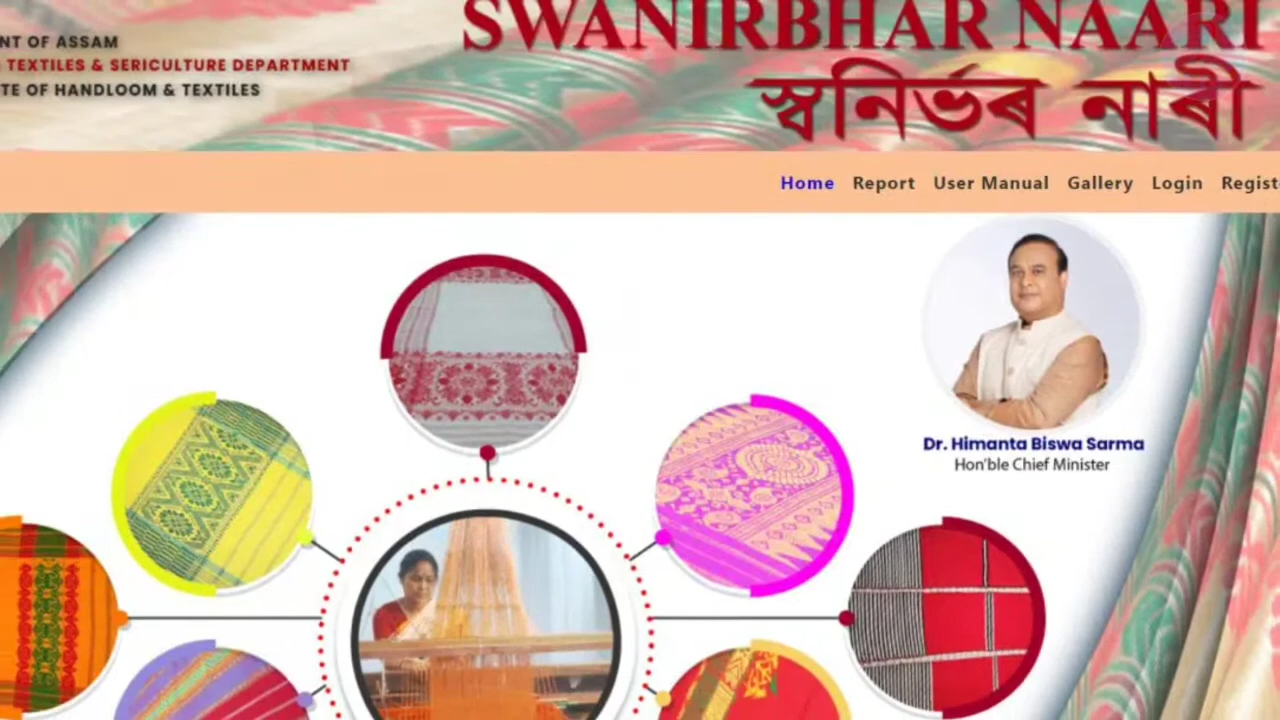 SWANIRBHAR NAARI
NT OF ASSAM
TEXTILES & SERICULTURE DEPARTMENT
TE OF HANDLOOM & TEXTILES
স্বনিৰ্ভৰ নাৰী
Home Report User Manual Gallery Login Regist
Dr. Himanta Biswa Sarma
Hon'ble Chief Minister